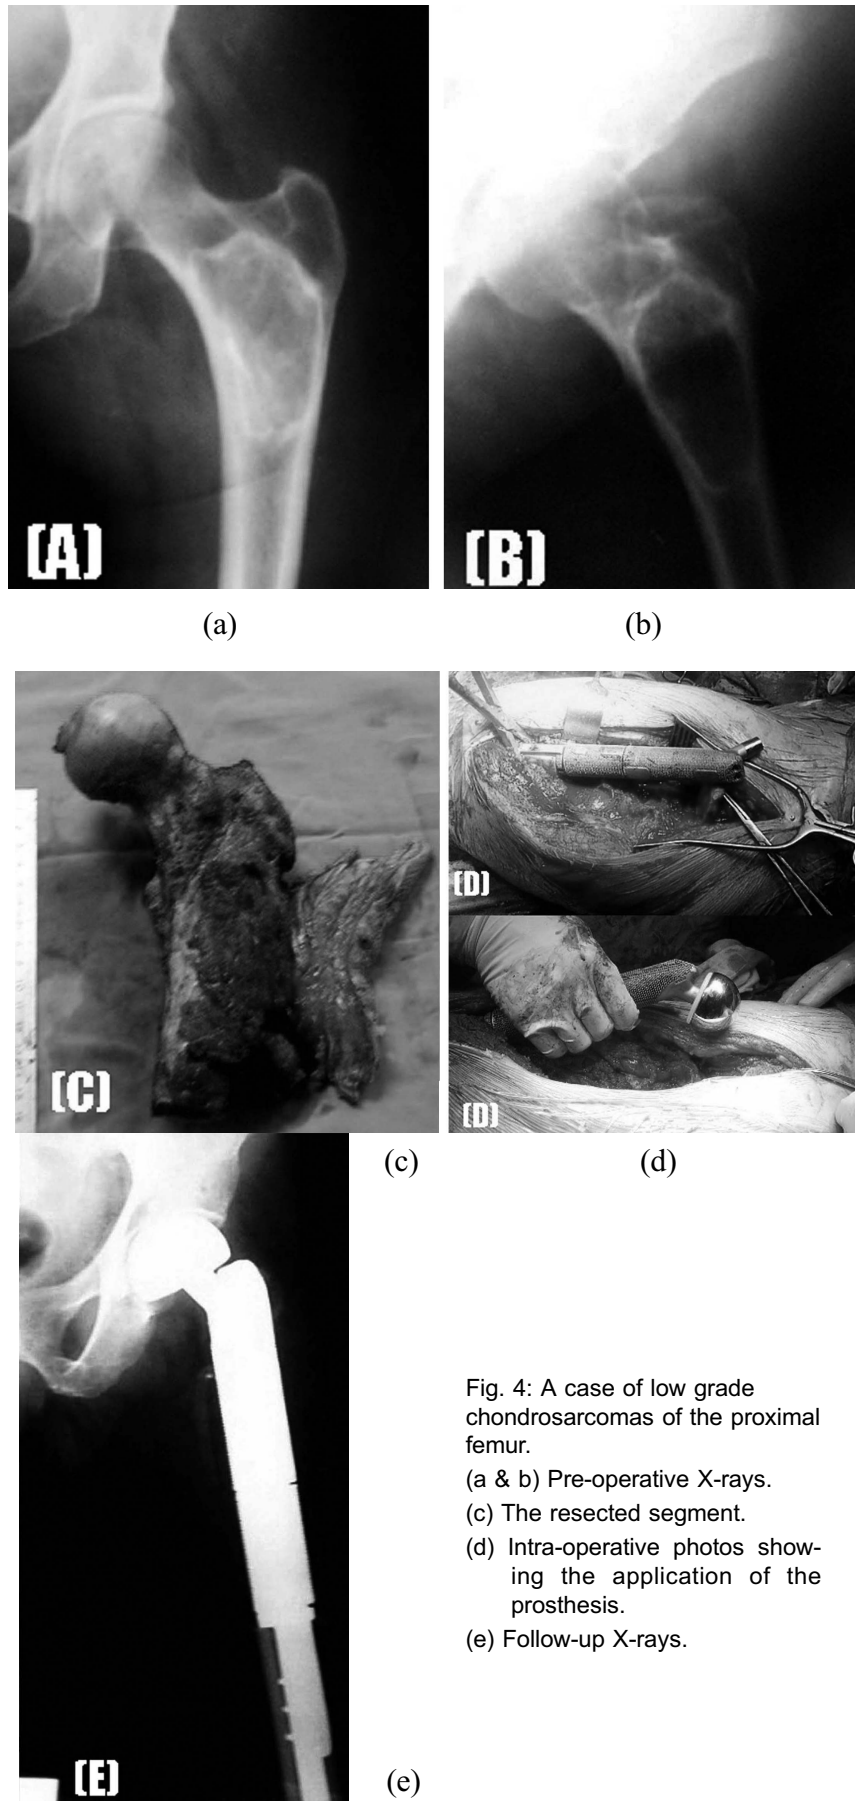 (A)
(B)
(a)
(b)
(C)
(D)
(D)
(c)
(d)
Fig. 4: A case of low grade
chondrosarcomas of the proximal
femur.
(a & b) Pre-operative X-rays.
(c) The resected segment.
(d) Intra-operative photos show-
ing the application of the
prosthesis.
(e) Follow-up X-rays.
(E)
(e)